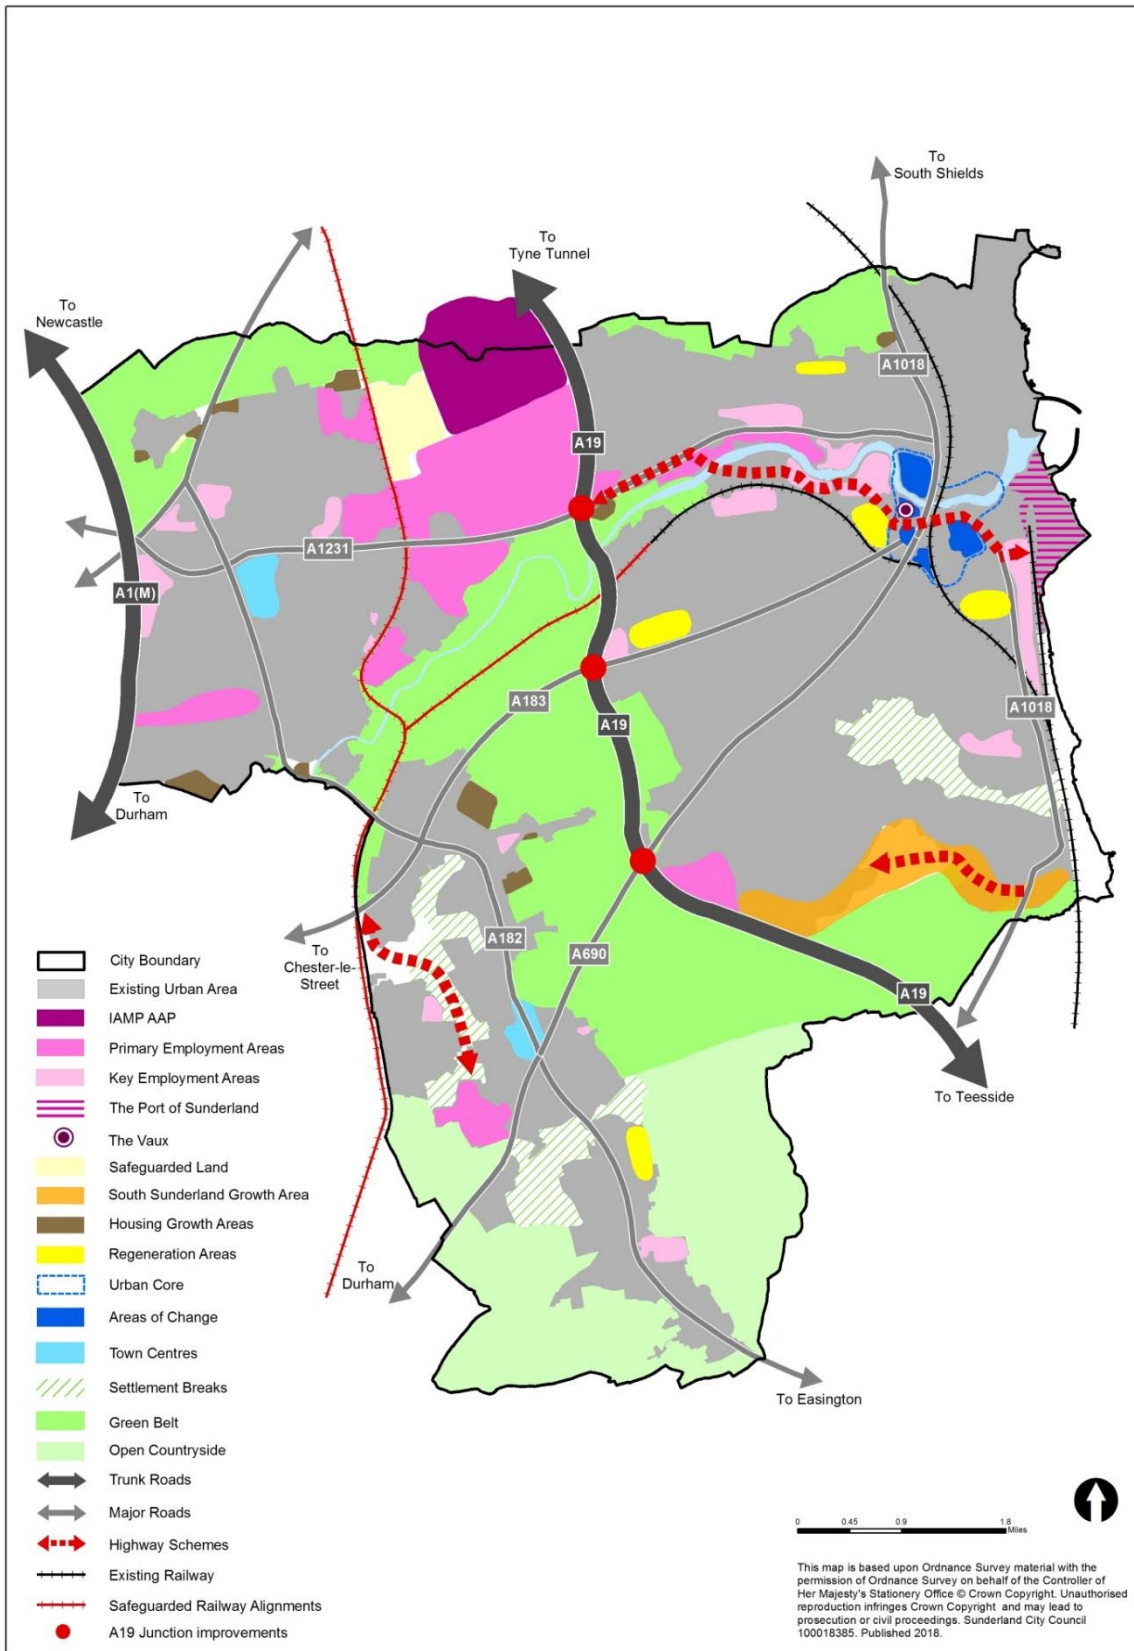 To
South Shields
To
Tyne Tunnel
To
Newcastle
A1018
A19
A1231
A1(M)
A183
A19
A1018
To
Durham
A182
A690
To
Chester-le-
Street
A19
To Teesside
To
Durham
To Easington
City Boundary
Existing Urban Area
IAMP AAP
Primary Employment Areas
Key Employment Areas
The Port of Sunderland
The Vaux
Safeguarded Land
South Sunderland Growth Area
Housing Growth Areas
Regeneration Areas
Urban Core
Areas of Change
Town Centres
Settlement Breaks
Green Belt
Open Countryside
Trunk Roads
Major Roads
Highway Schemes
Existing Railway
Safeguarded Railway Alignments
A19 Junction improvements
0 0.45 0.9 1.8
Miles
This map is based upon Ordnance Survey material with the
permission of Ordnance Survey on behalf of the Controller of
Her Majesty's Stationery Office © Crown Copyright. Unauthorised
reproduction infringes Crown Copyright and may lead to
prosecution or civil proceedings. Sunderland City Council
100018385. Published 2018.